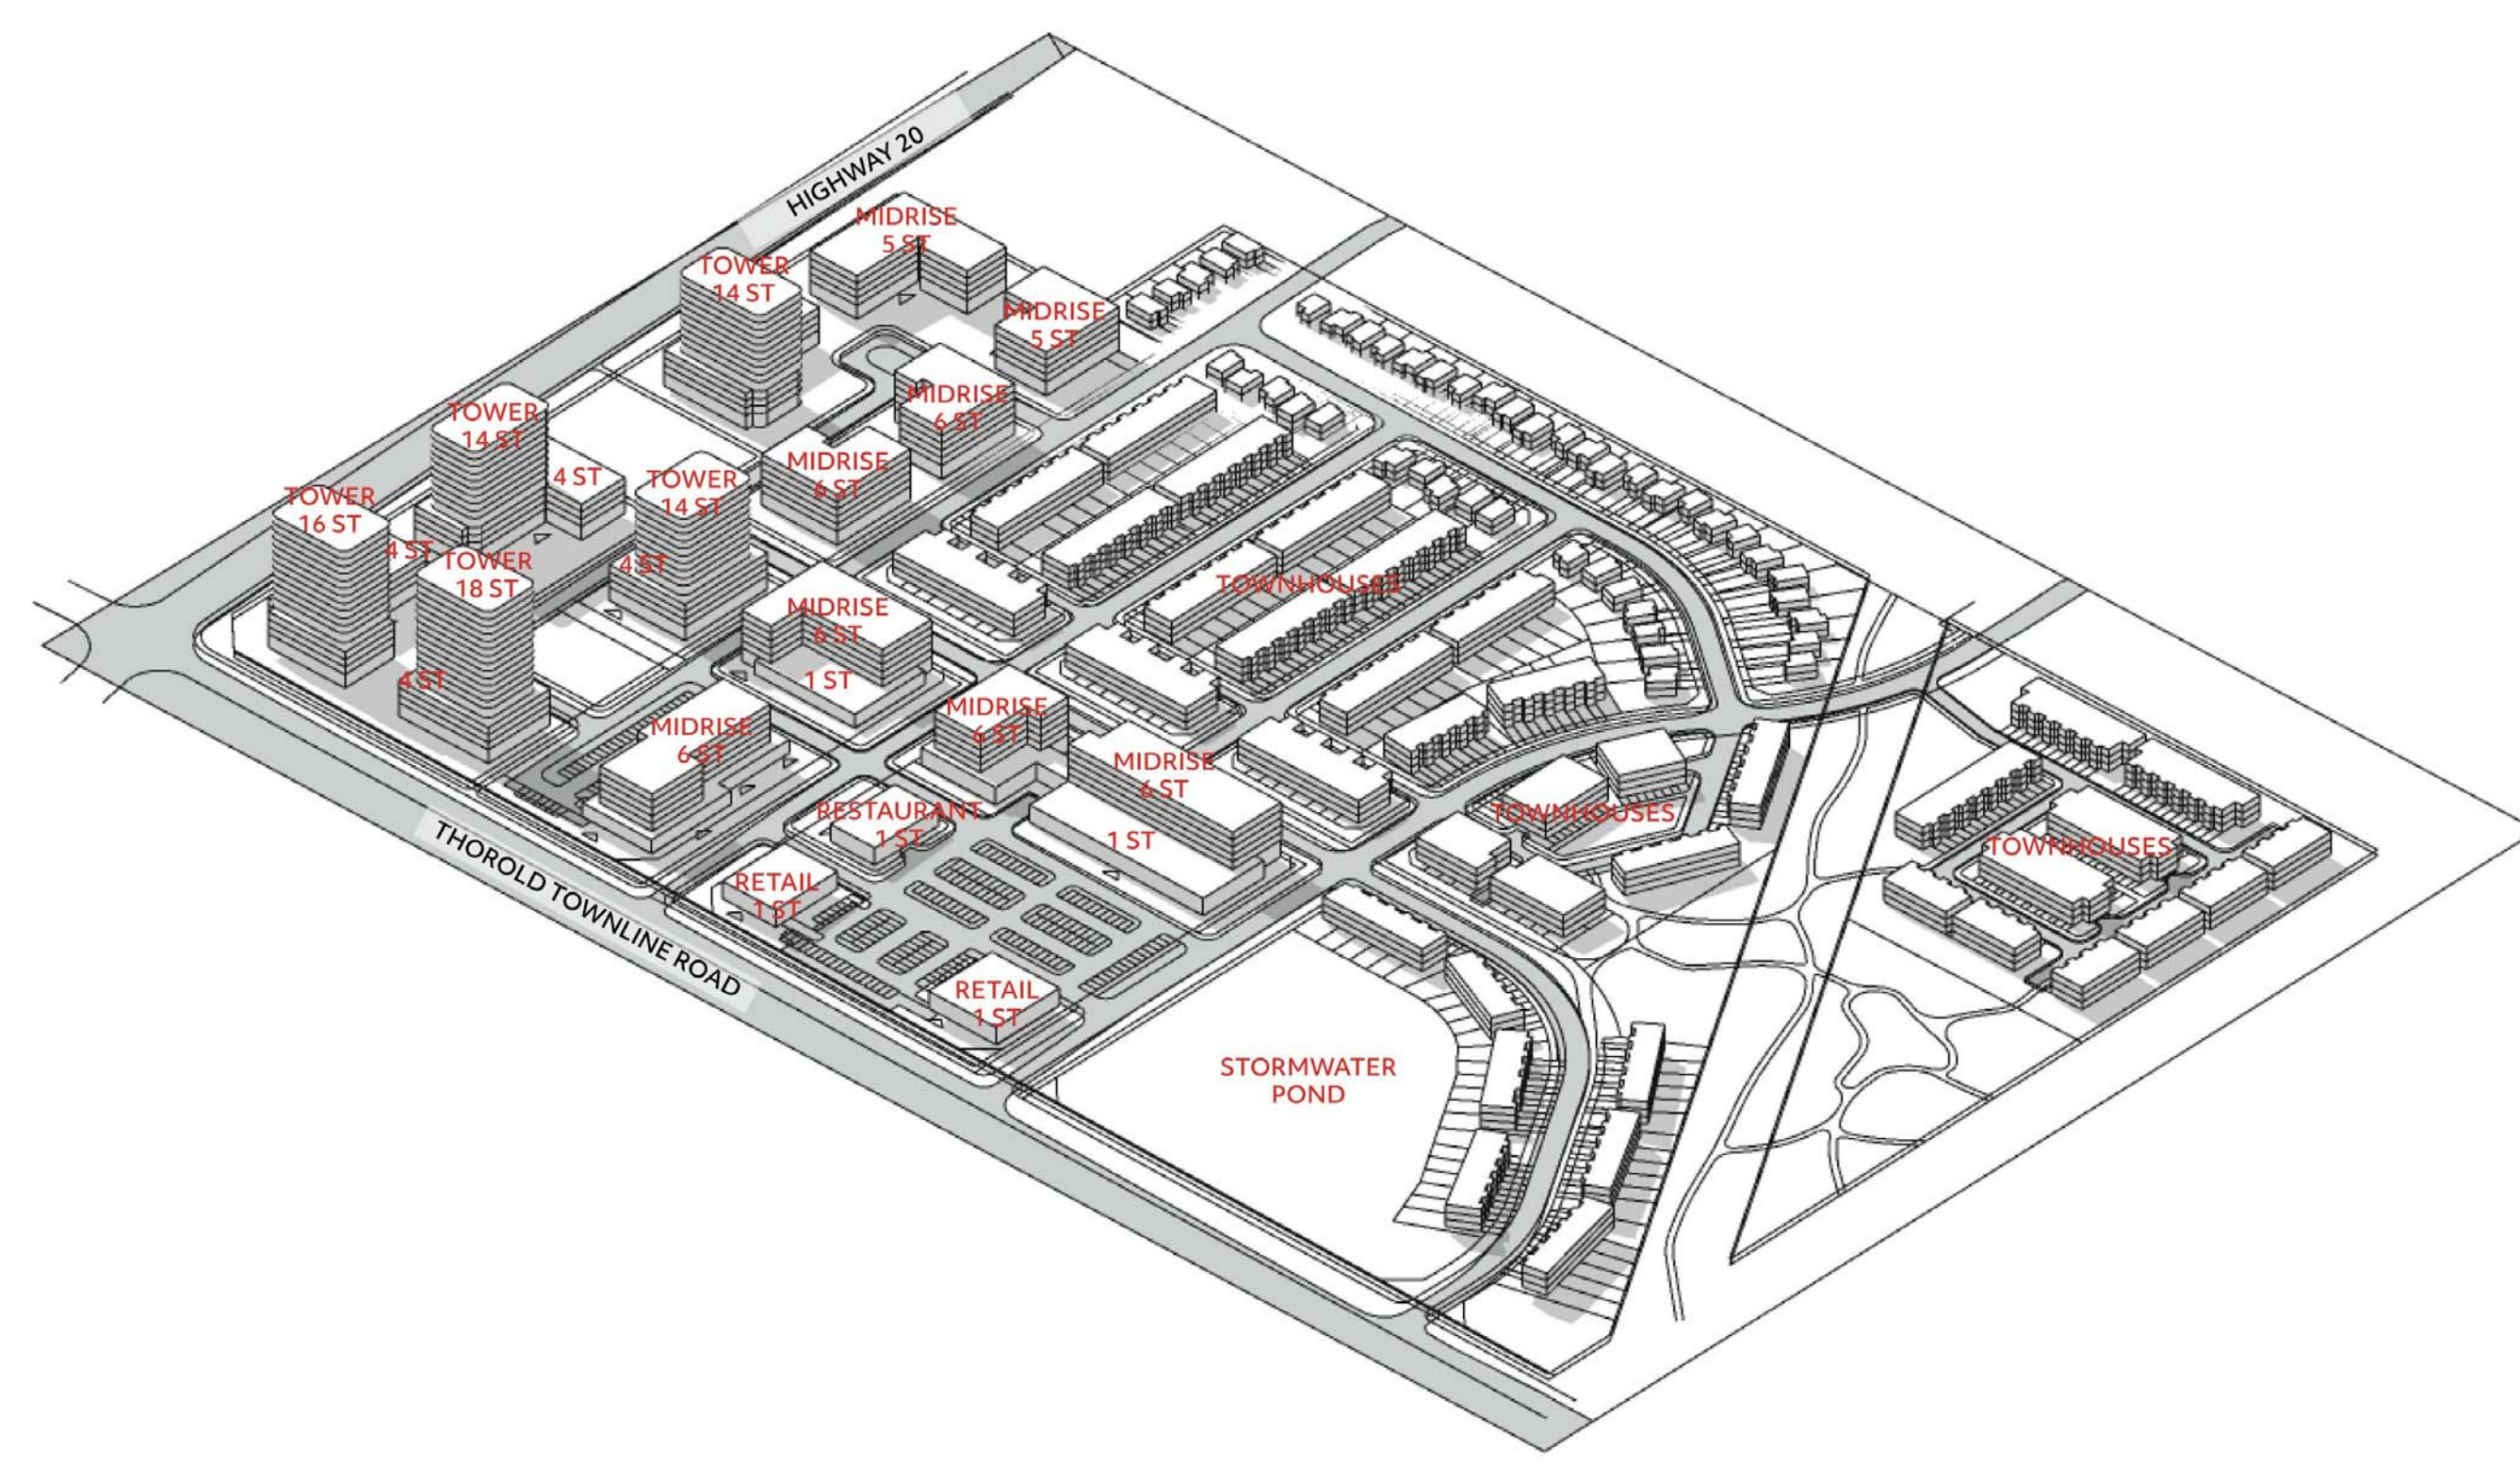 HIGHWAY 20
MIDRISE
5 ST
TOWER
14 ST
MIDRISE
5 ST
MIDRISE
6 ST
TOWER
14 ST
MIDRISE
6 ST
4 ST
TOWER
14 ST
TOWER
16 ST
4 ST
TOWER
18 ST
4 ST
TOWNHOUSES
MIDRISE
6 ST
1 ST
4 ST
MIDRISE
6 ST
MIDRISE
6 ST
MIDRISE
6 ST
1 ST
RESTAURANT
1 ST
TOWNHOUSES
TOWNHOUSES
RETAIL
1 ST
THOROLD TOWNLINE ROAD
RETAIL
1 ST
STORMWATER
POND